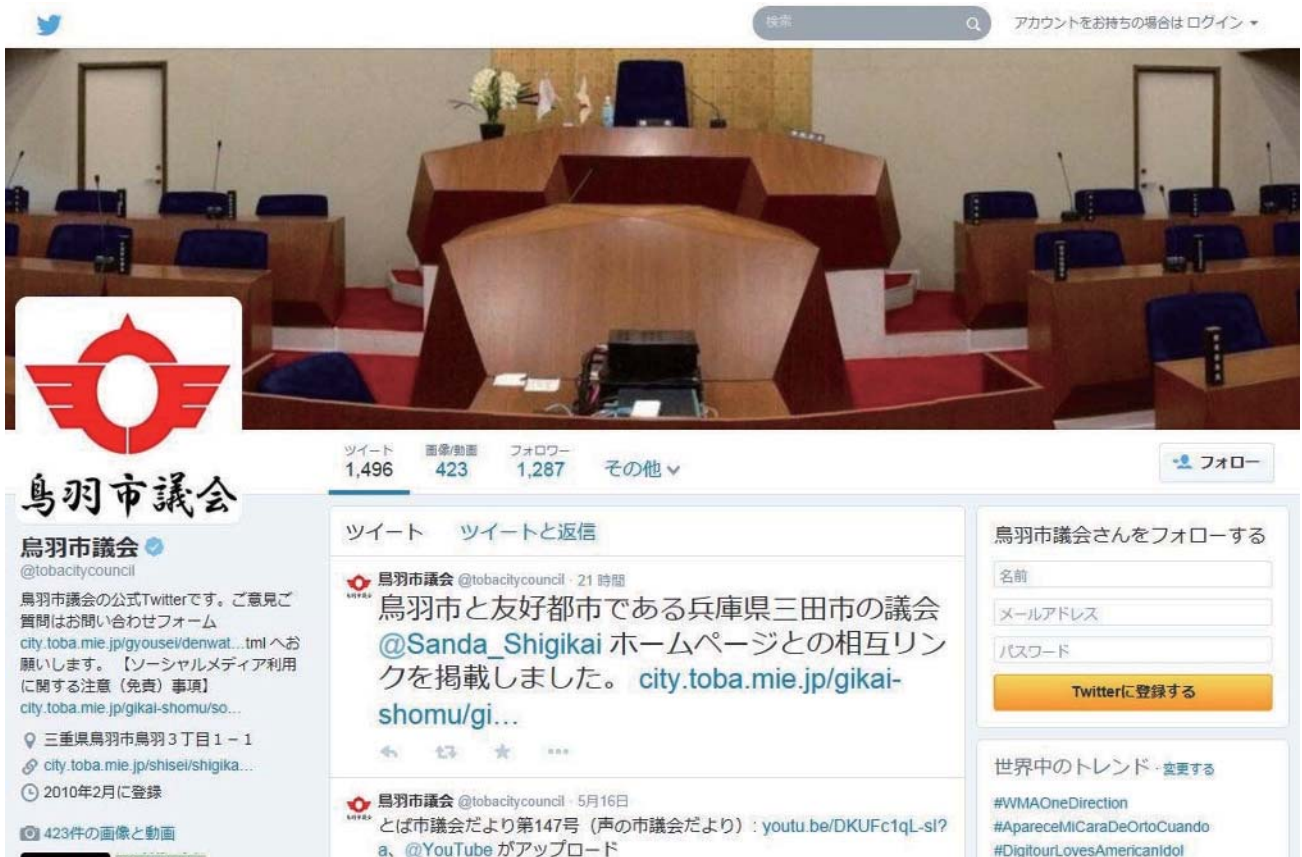 検索
アカウントをお持ちの場合は ログイン
鳥羽市議会
ツイート
1,496
画像/動画
423
フォロワー
1,287
その他
フォロー
鳥羽市議会
@tobacitycouncil
鳥羽市議会の公式Twitterです。ご意見ご
質問はお問い合わせフォーム
city.toba.mie.jp/gyousei/denwat...tml へお
願いします。 【ソーシャルメディア利用
に関する注意（免責）事項】
city.toba.mie.jp/gikai-shomu/so...
三重県鳥羽市鳥羽３丁目１－１
city.toba.mie.jp/shisei/shigika...
2010年2月に登録
423件の画像と動画
ツイート ツイートと返信
鳥羽市議会 @tobacitycouncil · 21 時間
鳥羽市と友好都市である兵庫県三田市の議会
@Sanda_Shigikai ホームページとの相互リン
クを掲載しました。 city.toba.mie.jp/gikai-
shomu/gi...
鳥羽市議会 @tobacitycouncil · 5月16日
とば市議会だより第147号（声の市議会だより）: youtu.be/DKUFc1qL-sI?
a、@YouTube がアップロード
鳥羽市議会さんをフォローする
名前
メールアドレス
パスワード
Twitterに登録する
世界中のトレンド · 変更する
#WMAOneDirection
#ApareceMiCaraDeOrtoCuando
#DigitourLovesAmericanIdol